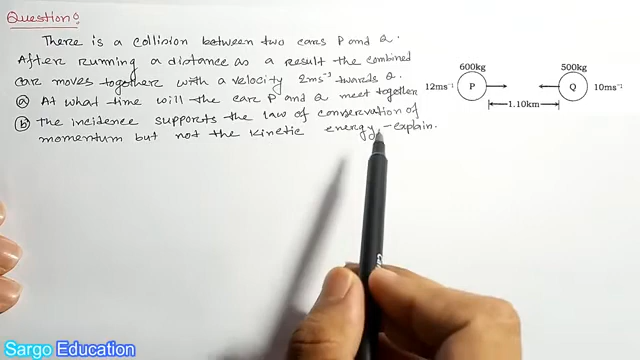 Question :
There is a collision between two cars P and Q.
After running a distance as a result the combined
car moves together with a velocity 2ms⁻¹ towards Q.
(a) At what time will the car P and Q meet together
(b) The incidence supports the law of conservation of
momentum but not the kinetic energy - explain.
600kg 500kg
12ms⁻¹ P Q 10ms⁻¹
1.10km
Sargo Education